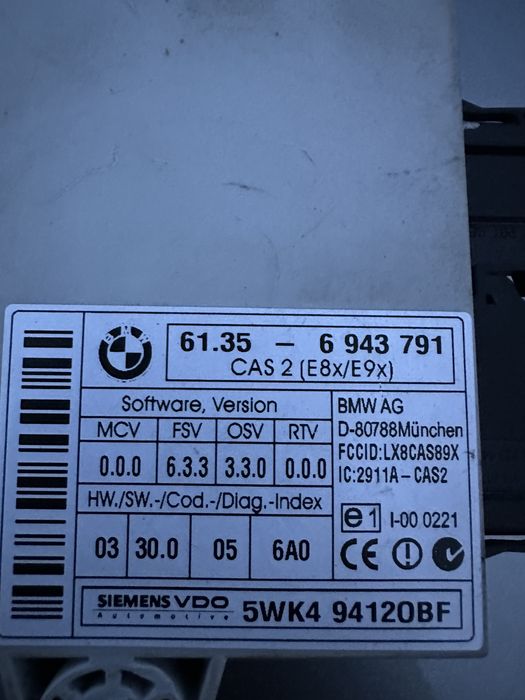 BMW
61.35 – 6 943 791
CAS 2 (E8x/E9x)
Software, Version
MCV FSV OSV RTV
0.0.0 6.3.3 3.3.0 0.0.0
HW./SW.-/Cod.-/Diag.-Index
03 30.0 05 6A0
BMW AG
D-80788München
FCCID:LX8CAS89X
IC:2911A – CAS2
e1 I-00 0221
CE
SIEMENS VDO
Automotive
5WK4 94120BF